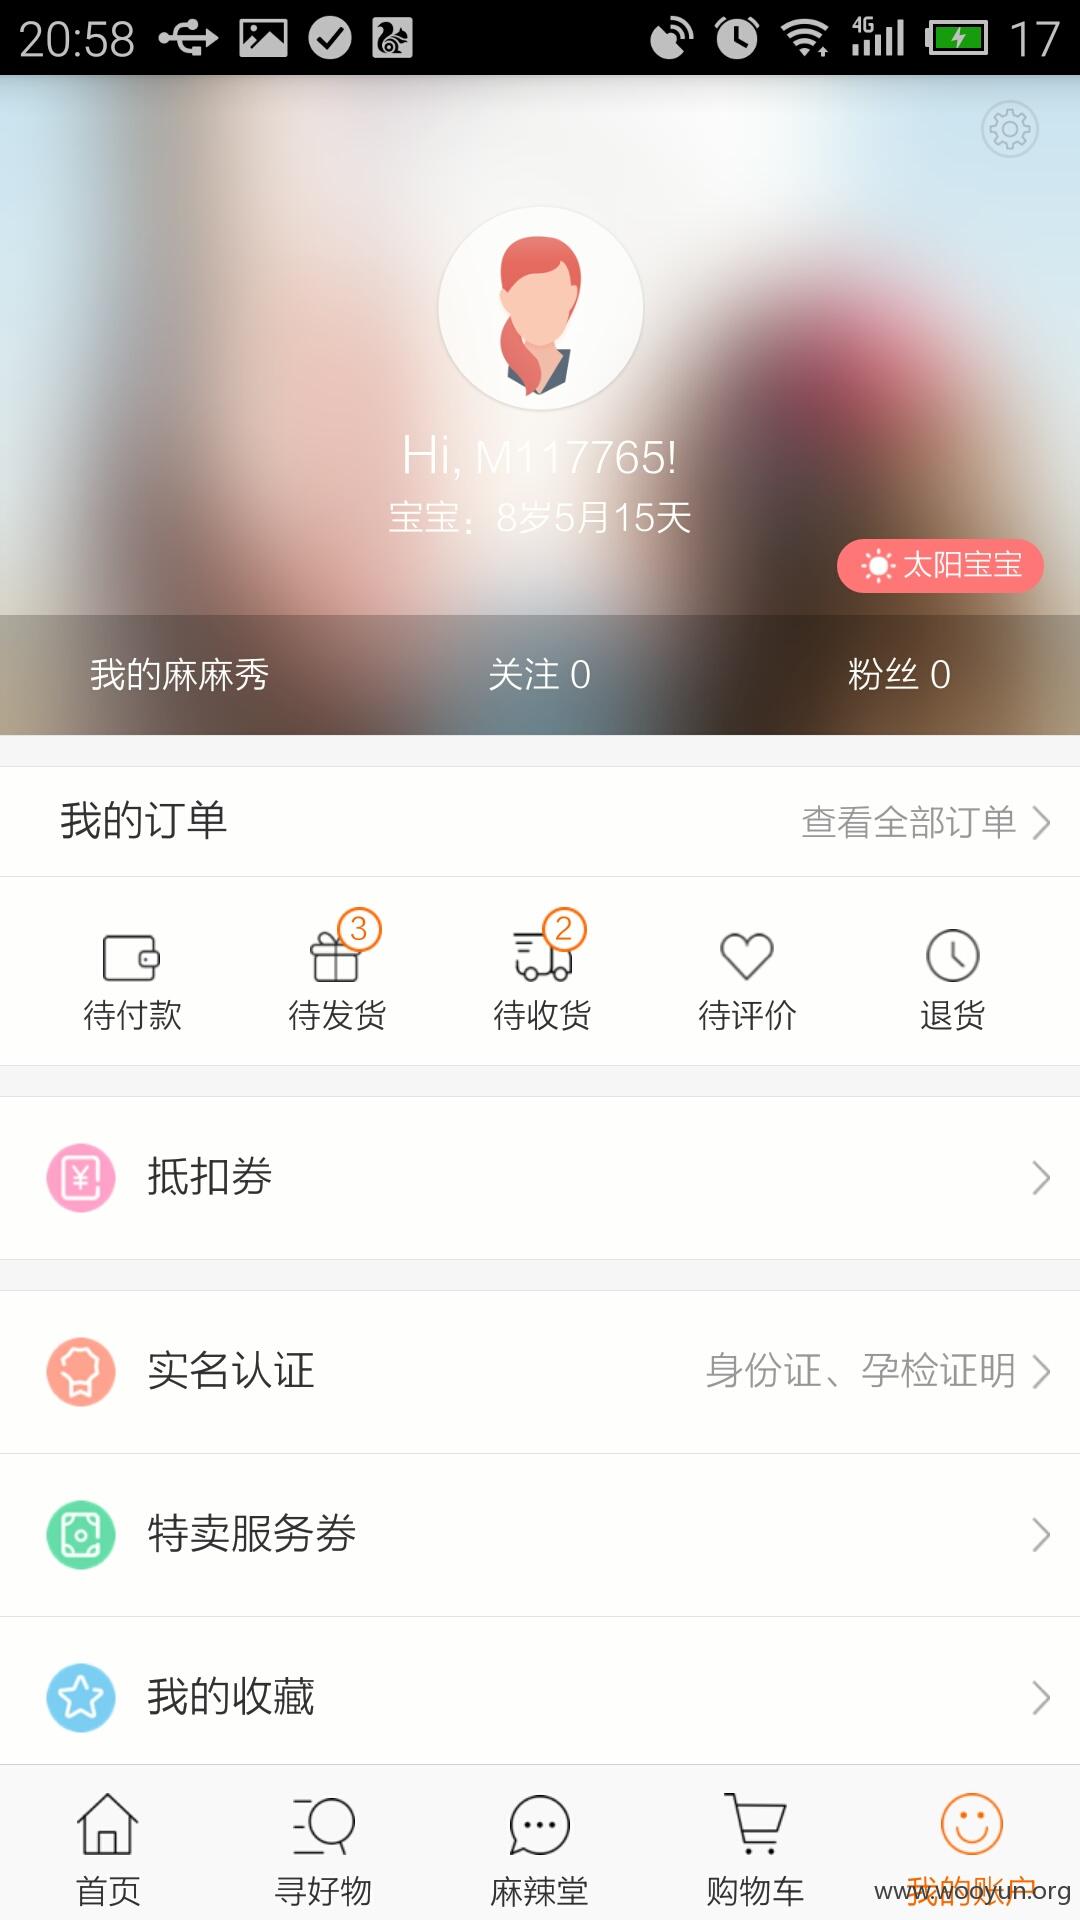 20:58
4G
17
Hi, M117765!
宝宝：8岁5月15天
太阳宝宝
我的麻麻秀
关注 0
粉丝 0
我的订单
查看全部订单
3
2
待付款
待发货
待收货
待评价
退货
¥
抵扣券
实名认证
身份证、孕检证明
特卖服务券
我的收藏
首页
寻好物
麻辣堂
购物车
我的账户
www.wooyun.org